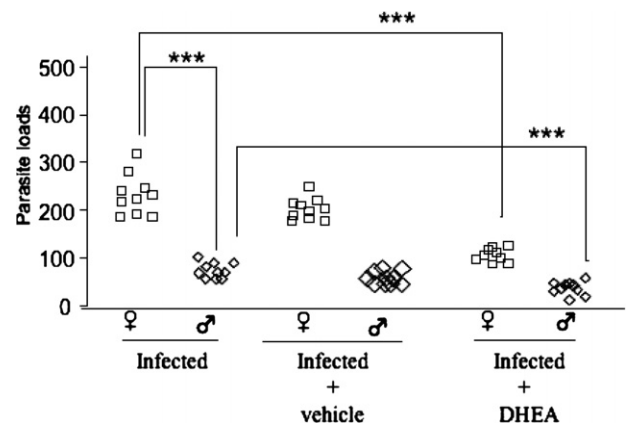 ***
***
***
500
400
300
200
100
0
Parasite loads
♀ ♂ ♀ ♂ ♀ ♂
Infected Infected Infected
+ +
vehicle DHEA